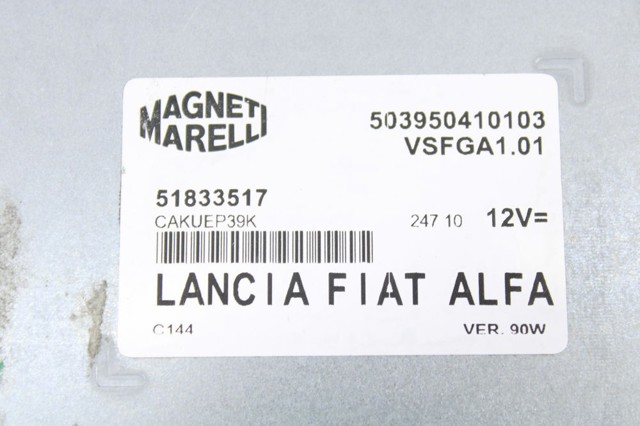 MAGNETI
MARELLI
503950410103
VSFGA1.01
51833517
CAKUEP39K
247 10 12V=
LANCIA FIAT ALFA
C144 VER. 90W